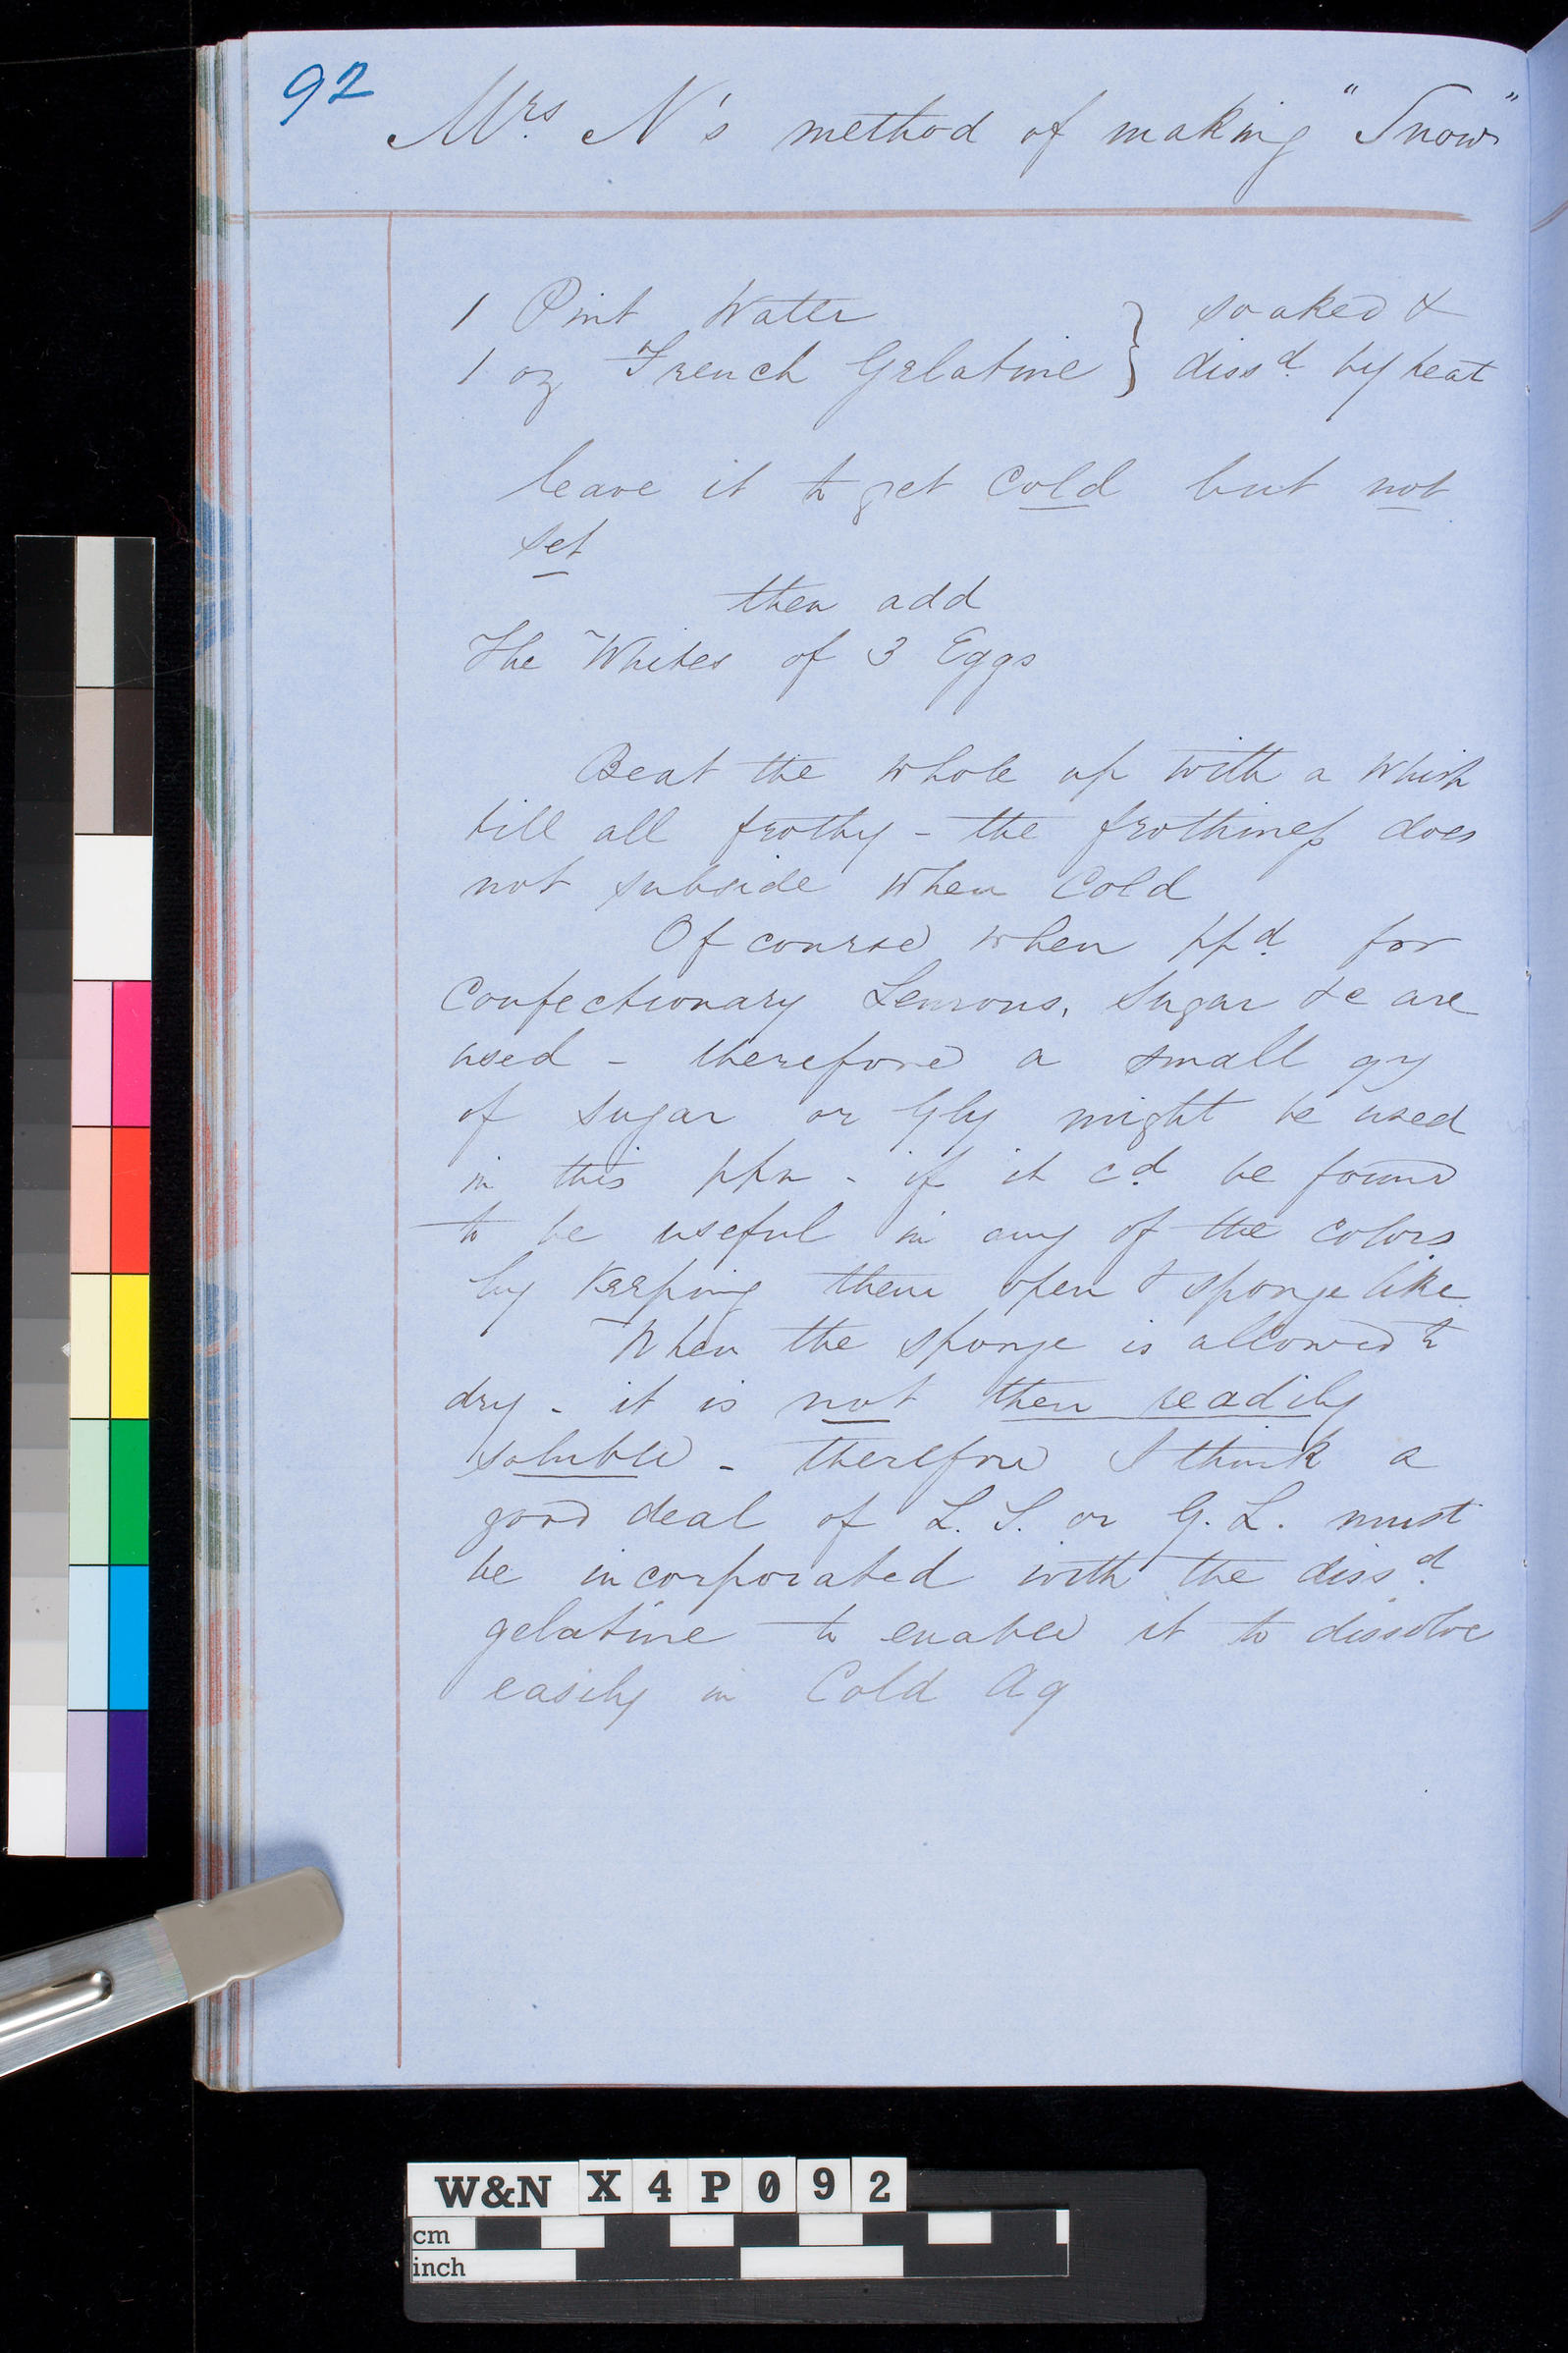 92
Mrs. N's method of making "Snow"
1 Pint Water } soaked &
1 oz French Gelatine } dissd. by heat
leave it to get cold but not
set
then add
The Whites of 3 Eggs
Beat the whole up with a Whisk
till all frothy - the frothiness does
not subside when Cold
Of course when ppd. for
Confectionary Lemons, Sugar &c are
used - therefore a small qy
of sugar or Gly might be used
in this ppn - if it cd. be found
to be useful in any of the colors
by keeping them open & sponge like
When the sponge is allowed to
dry - it is not then readily
soluble - therefore I think a
good deal of L. S. or G. L. must
be incorporated with the dissd.
gelatine to enable it to dissolve
easily in Cold Aq
W&N X4P092
cm
inch